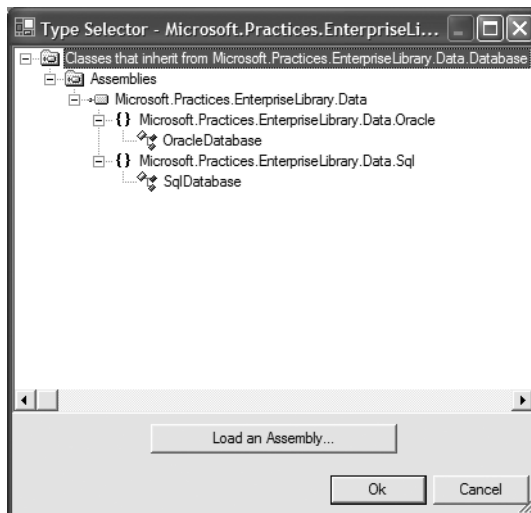 Type Selector - Microsoft.Practices.EnterpriseLi...
Classes that inherit from Microsoft.Practices.EnterpriseLibrary.Data.Database
Assemblies
Microsoft.Practices.EnterpriseLibrary.Data
{} Microsoft.Practices.EnterpriseLibrary.Data.Oracle
OracleDatabase
{} Microsoft.Practices.EnterpriseLibrary.Data.Sql
SqlDatabase
Load an Assembly...
Ok Cancel